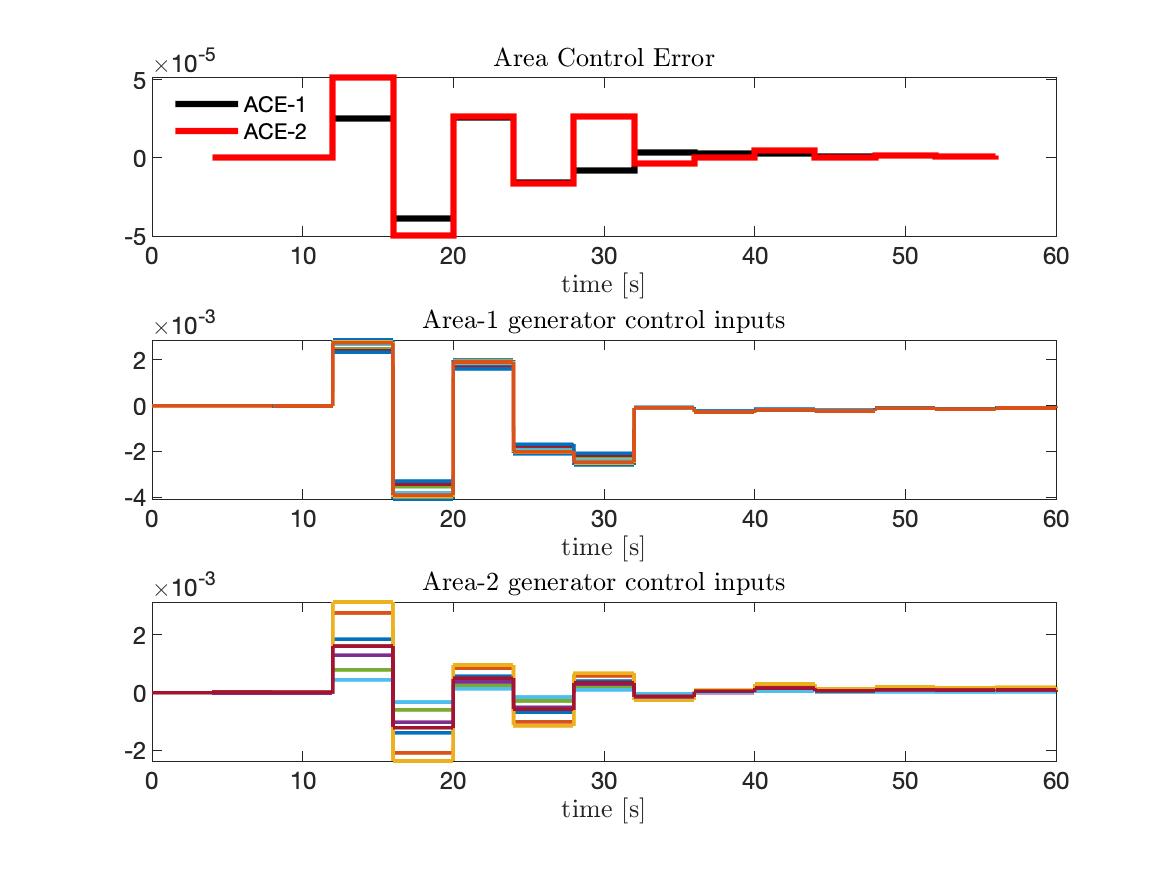 Area Control Error
×10-5
5
0
-5
ACE-1
ACE-2
0 10 20 30 40 50 60
time [s]
Area-1 generator control inputs
×10-3
2
0
-2
-4
0 10 20 30 40 50 60
time [s]
Area-2 generator control inputs
×10-3
2
0
-2
0 10 20 30 40 50 60
time [s]